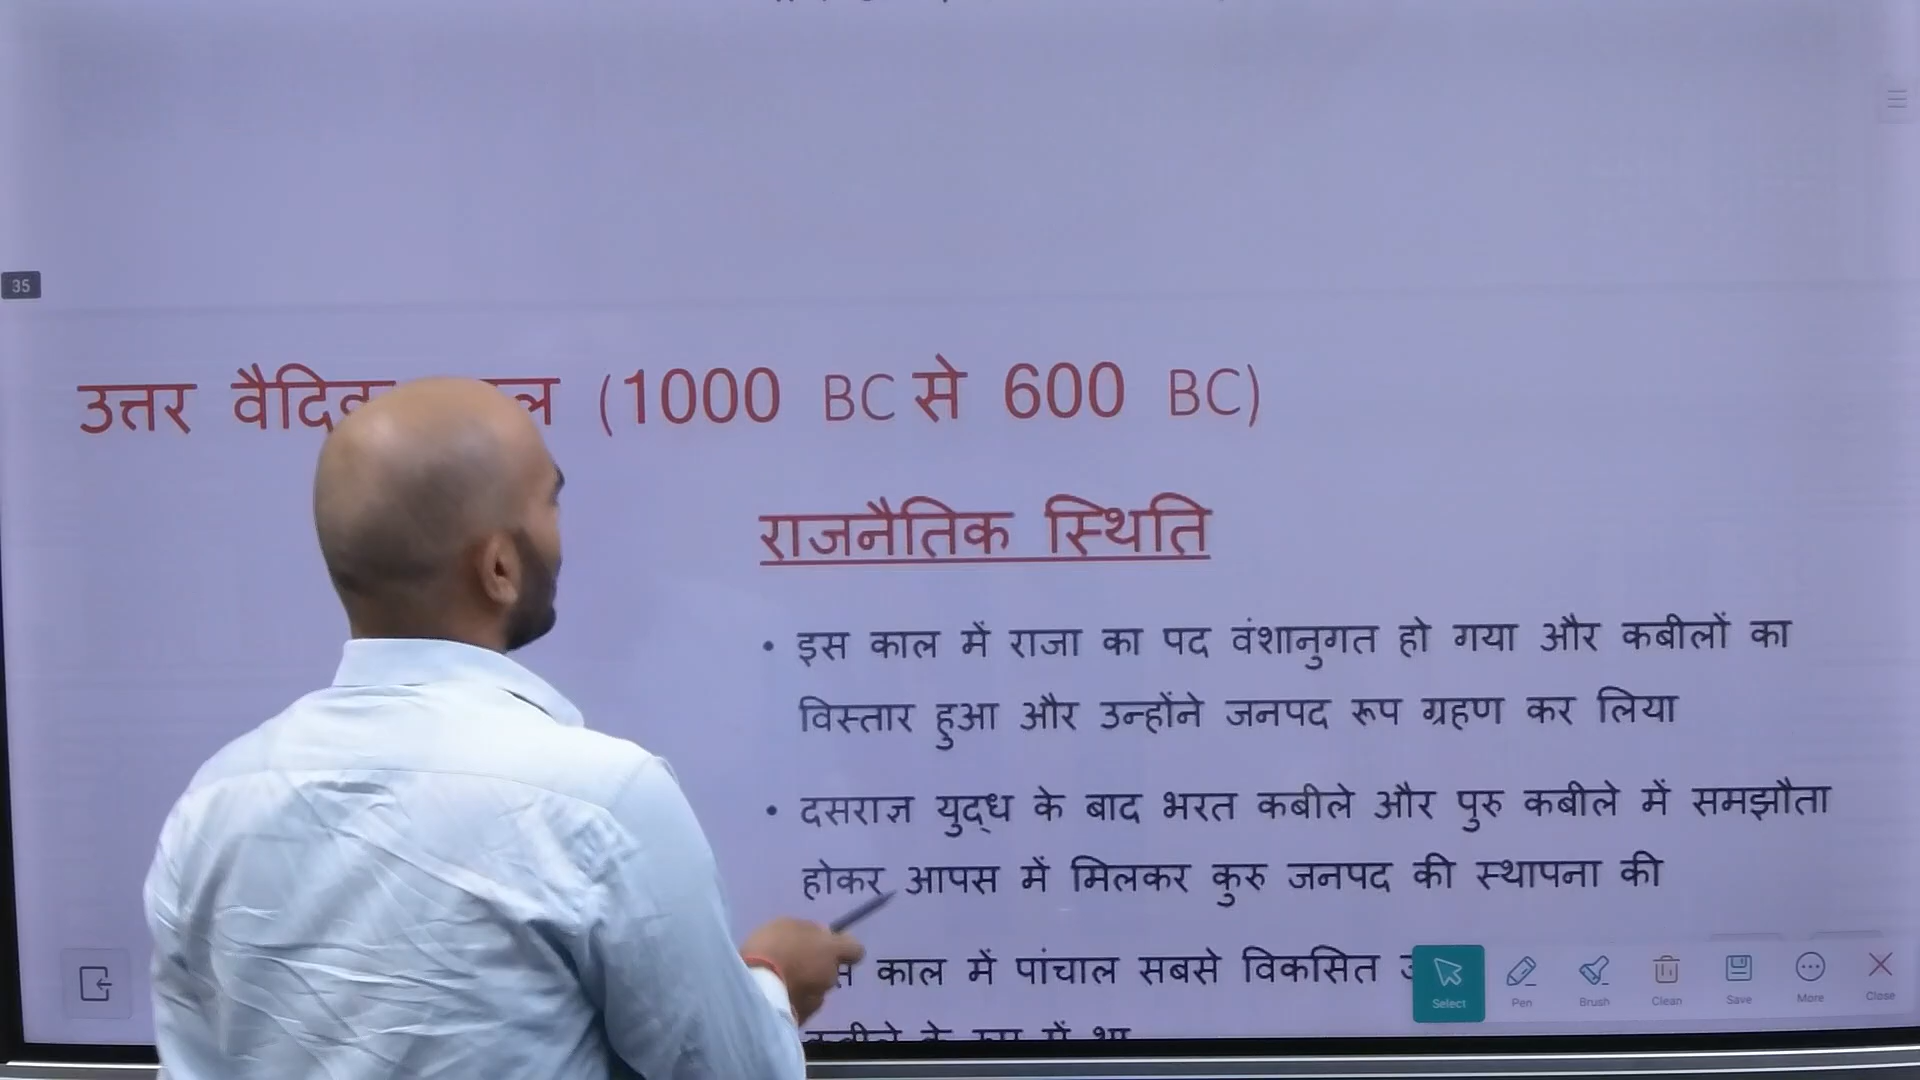 35
उत्तर वैदिक (1000 BC से 600 BC)
राजनैतिक स्थिति
• इस काल में राजा का पद वंशानुगत हो गया और कबीलों का
विस्तार हुआ और उन्होंने जनपद रूप ग्रहण कर लिया
• दसराज्ञ युद्ध के बाद भरत कबीले और पुरु कबीले में समझौता
होकर आपस में मिलकर कुरु जनपद की स्थापना की
काल में पांचाल सबसे विकसित
Select Pen Brush Clean Save More Close